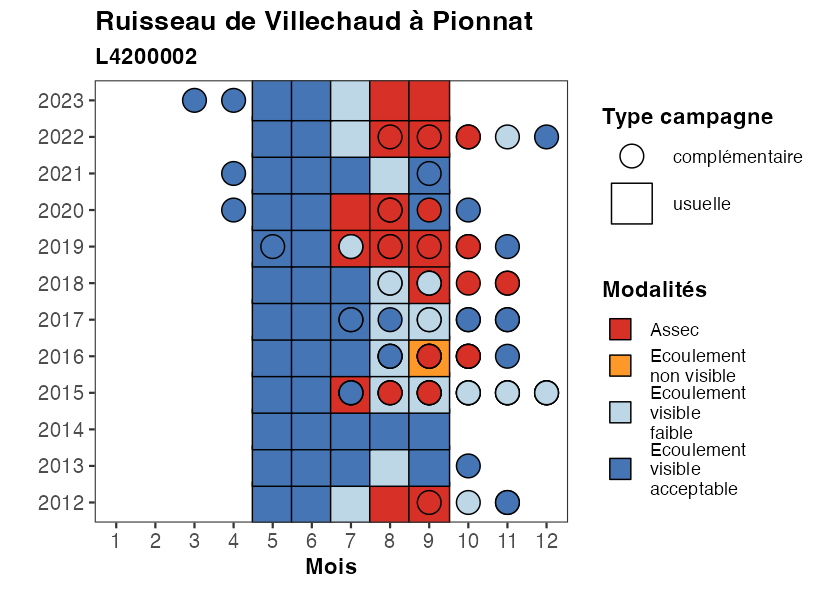 Ruisseau de Villechaud à Pionnat
L4200002
2023
2022
2021
2020
2019
2018
2017
2016
2015
2014
2013
2012
1 2 3 4 5 6 7 8 9 10 11 12
Mois
Type campagne
complémentaire
usuelle
Modalités
Assec
Ecoulement
non visible
Ecoulement
visible
faible
Ecoulement
visible
acceptable